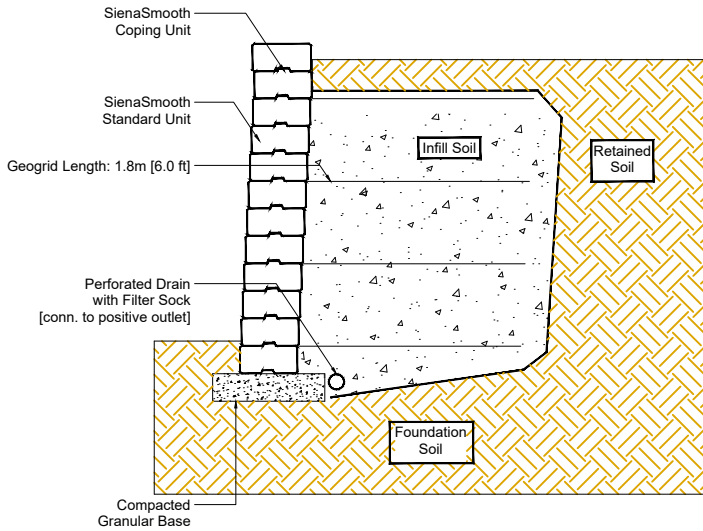 SienaSmooth
Coping Unit
SienaSmooth
Standard Unit
Geogrid Length: 1.8m [6.0 ft]
Perforated Drain
with Filter Sock
[conn. to positive outlet]
Compacted
Granular Base
Infill Soil
Retained
Soil
Foundation
Soil